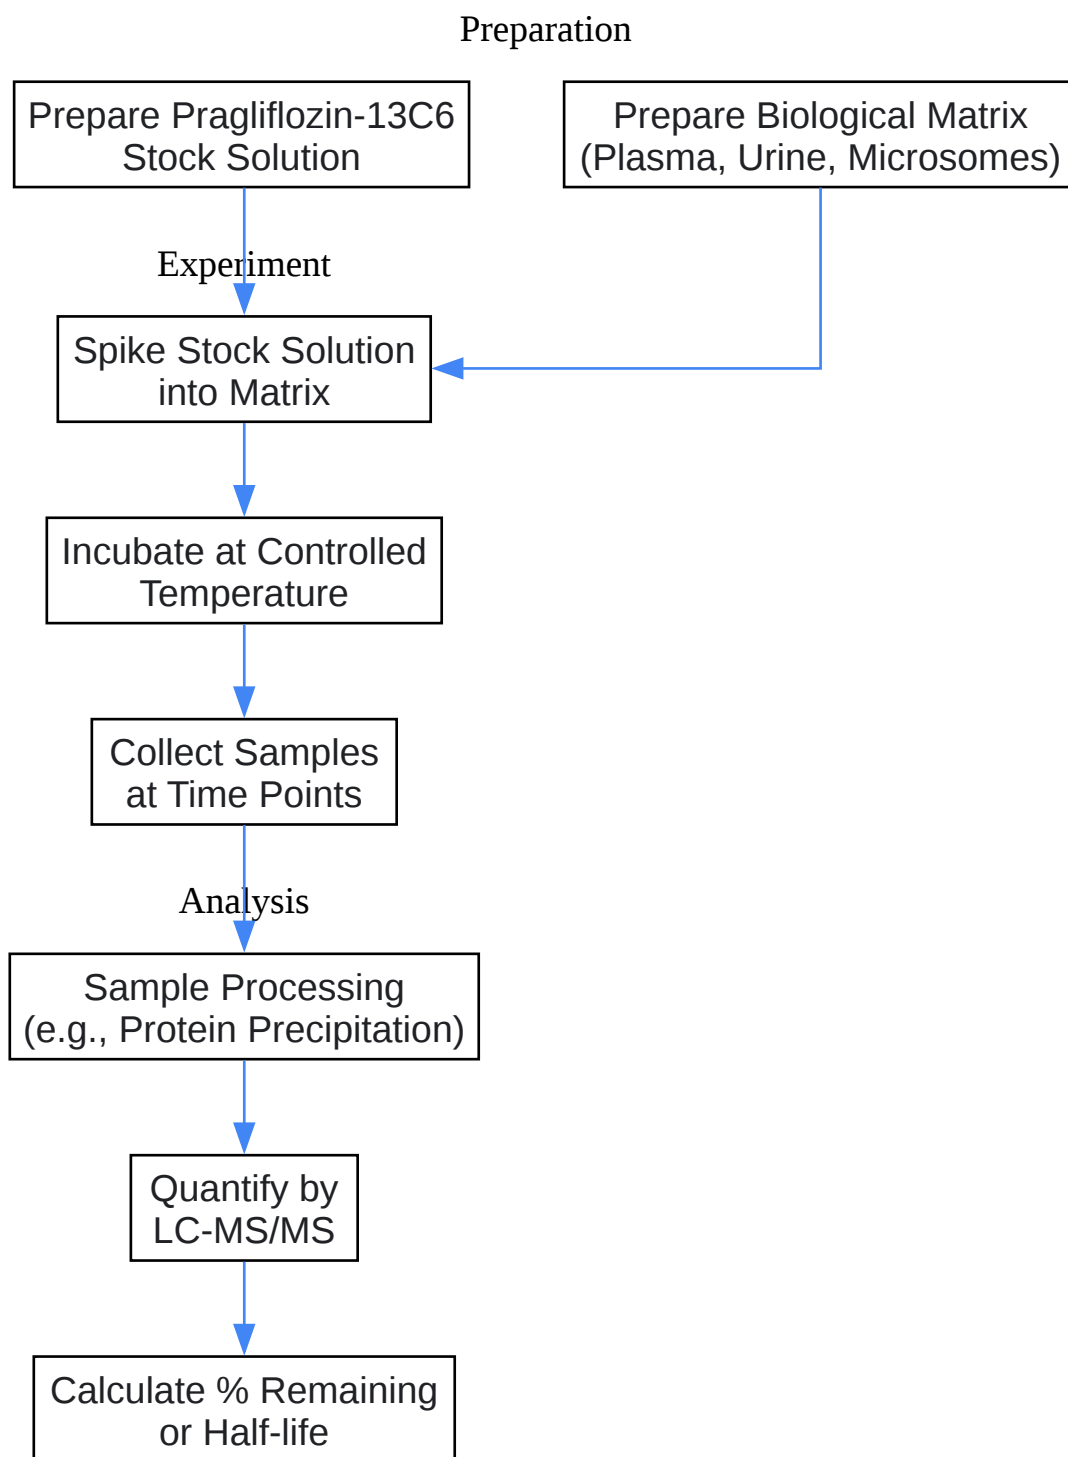 Preparation
Prepare Pragliflozin-13C6
Stock Solution
Prepare Biological Matrix
(Plasma, Urine, Microsomes)
Experiment
Spike Stock Solution
into Matrix
Incubate at Controlled
Temperature
Collect Samples
at Time Points
Analysis
Sample Processing
(e.g., Protein Precipitation)
Quantify by
LC-MS/MS
Calculate % Remaining
or Half-life